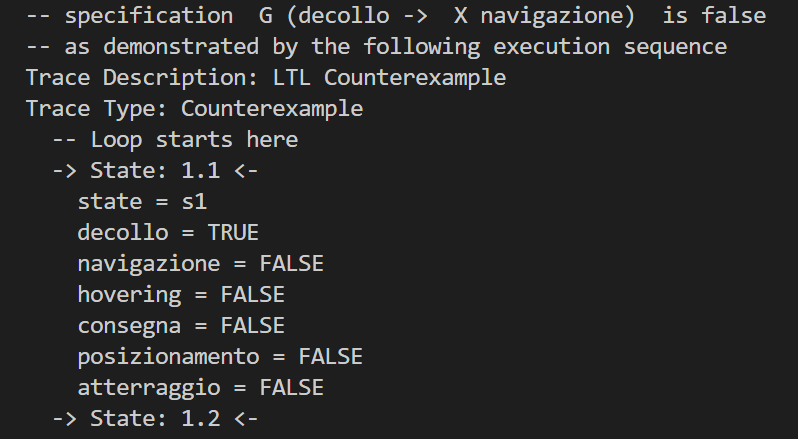 -- specification  G (decollo ->  X navigazione)  is false
-- as demonstrated by the following execution sequence
Trace Description: LTL Counterexample
Trace Type: Counterexample
  -- Loop starts here
  -> State: 1.1 <-
    state = s1
    decollo = TRUE
    navigazione = FALSE
    hovering = FALSE
    consegna = FALSE
    posizionamento = FALSE
    atterraggio = FALSE
  -> State: 1.2 <-